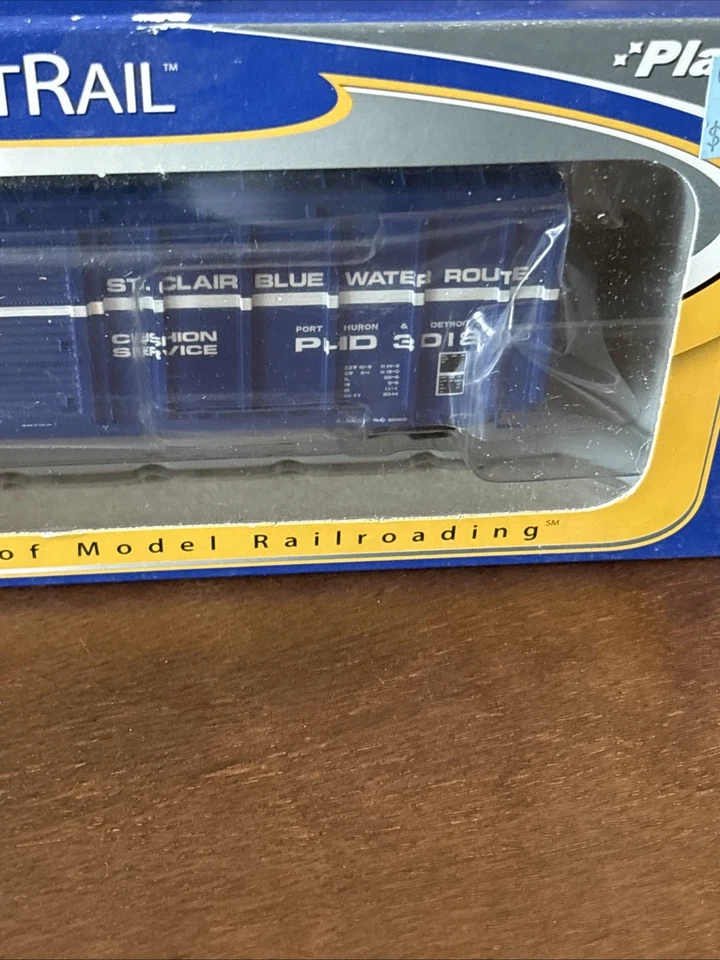 TRAIL™
Pla
$
ST. CLAIR BLUE WATER ROUTE
CUSHION
SERVICE
PORT HURON & DETROIT
PHD 3018
of Model Railroading℠